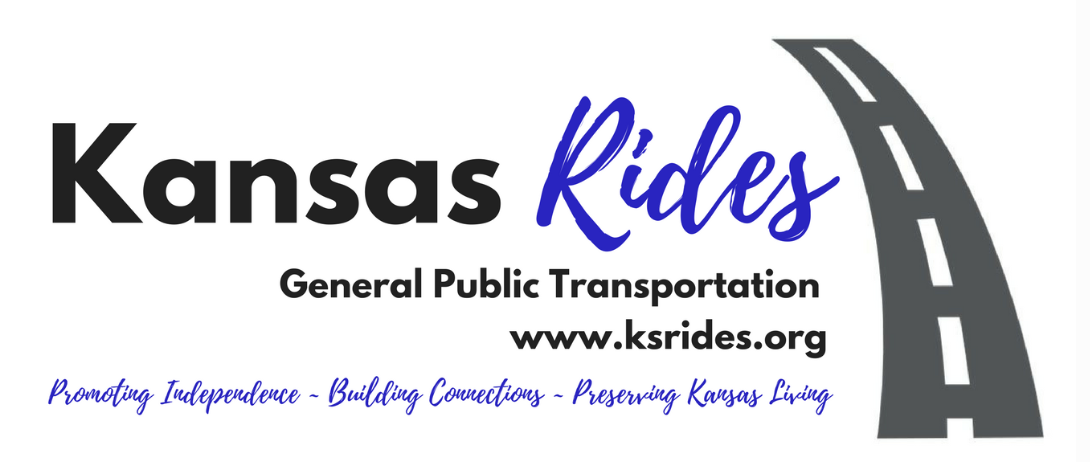 Kansas Rides
General Public Transportation
www.ksrides.org
Promoting Independence ~ Building Connections ~ Preserving Kansas Living